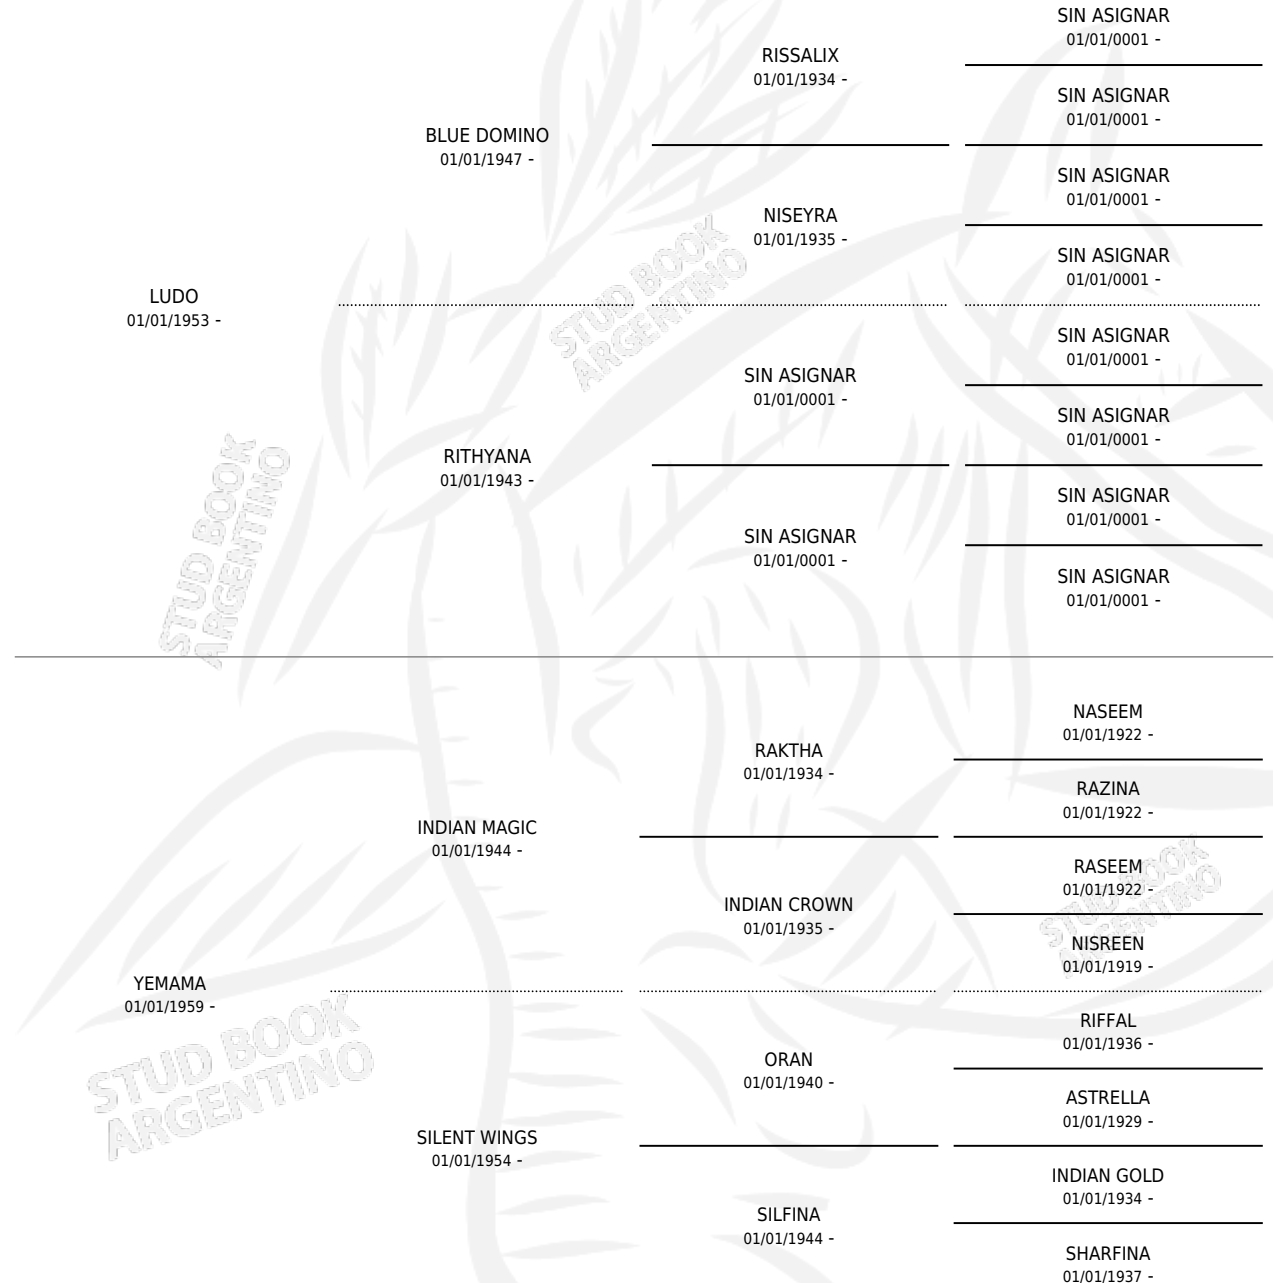 SIN ASIGNAR
01/01/0001 -
RISSALIX
01/01/1934 -
SIN ASIGNAR
01/01/0001 -
BLUE DOMINO
01/01/1947 -
SIN ASIGNAR
01/01/0001 -
NISEYRA
01/01/1935 -
SIN ASIGNAR
01/01/0001 -
LUDO
01/01/1953 -
STUD BOOK
ARGENTINO
SIN ASIGNAR
01/01/0001 -
SIN ASIGNAR
01/01/0001 -
SIN ASIGNAR
01/01/0001 -
RITHYANA
01/01/1943 -
SIN ASIGNAR
01/01/0001 -
SIN ASIGNAR
01/01/0001 -
SIN ASIGNAR
01/01/0001 -
STUD BOOK
ARGENTINO
NASEEM
01/01/1922 -
RAKTHA
01/01/1934 -
RAZINA
01/01/1922 -
INDIAN MAGIC
01/01/1944 -
RASEEM
01/01/1922 -
INDIAN CROWN
01/01/1935 -
NISREEN
01/01/1919 -
STUD BOOK
ARGENTINO
YEMAMA
01/01/1959 -
RIFFAL
01/01/1936 -
ORAN
01/01/1940 -
ASTRELLA
01/01/1929 -
STUD BOOK
ARGENTINO
SILENT WINGS
01/01/1954 -
INDIAN GOLD
01/01/1934 -
SILFINA
01/01/1944 -
SHARFINA
01/01/1937 -